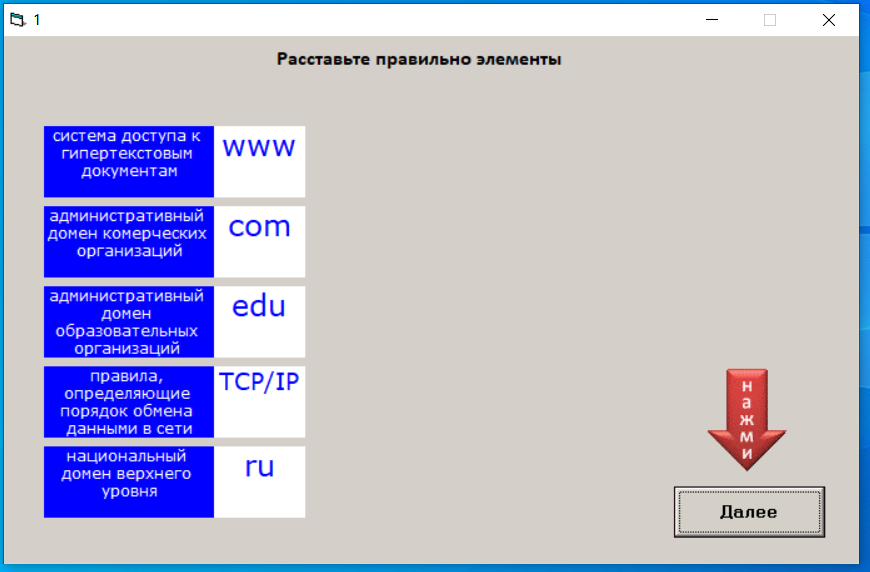 1
Расставьте правильно элементы
система доступа к
гипертекстовым
документам
www
административный
домен комерческих
организаций
com
административный
домен
образовательных
организаций
edu
правила,
определяющие
порядок обмена
данными в сети
TCP/IP
национальный
домен верхнего
уровня
ru
нажми
Далее